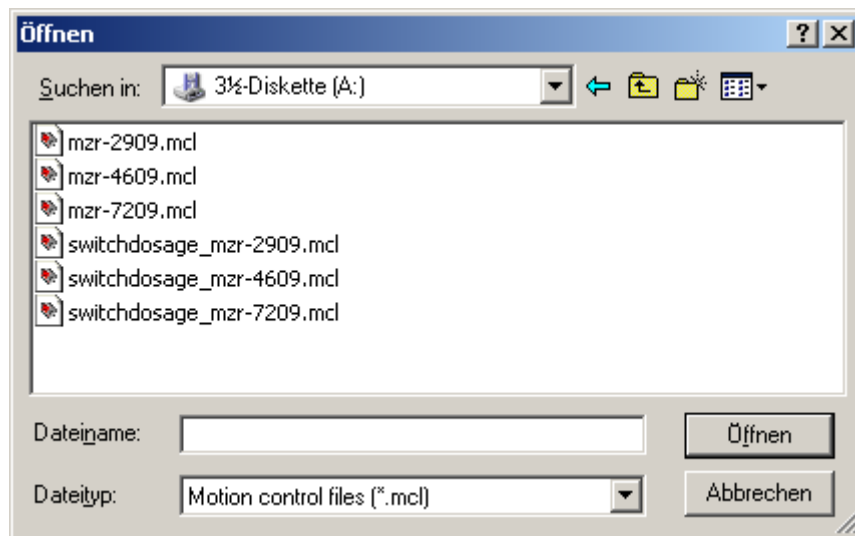 Öffnen
Suchen in: 3½-Diskette (A:)
mzr-2909.mcl
mzr-4609.mcl
mzr-7209.mcl
switchdosage_mzr-2909.mcl
switchdosage_mzr-4609.mcl
switchdosage_mzr-7209.mcl
Dateiname: Öffnen
Dateityp: Motion control files (*.mcl) Abbrechen